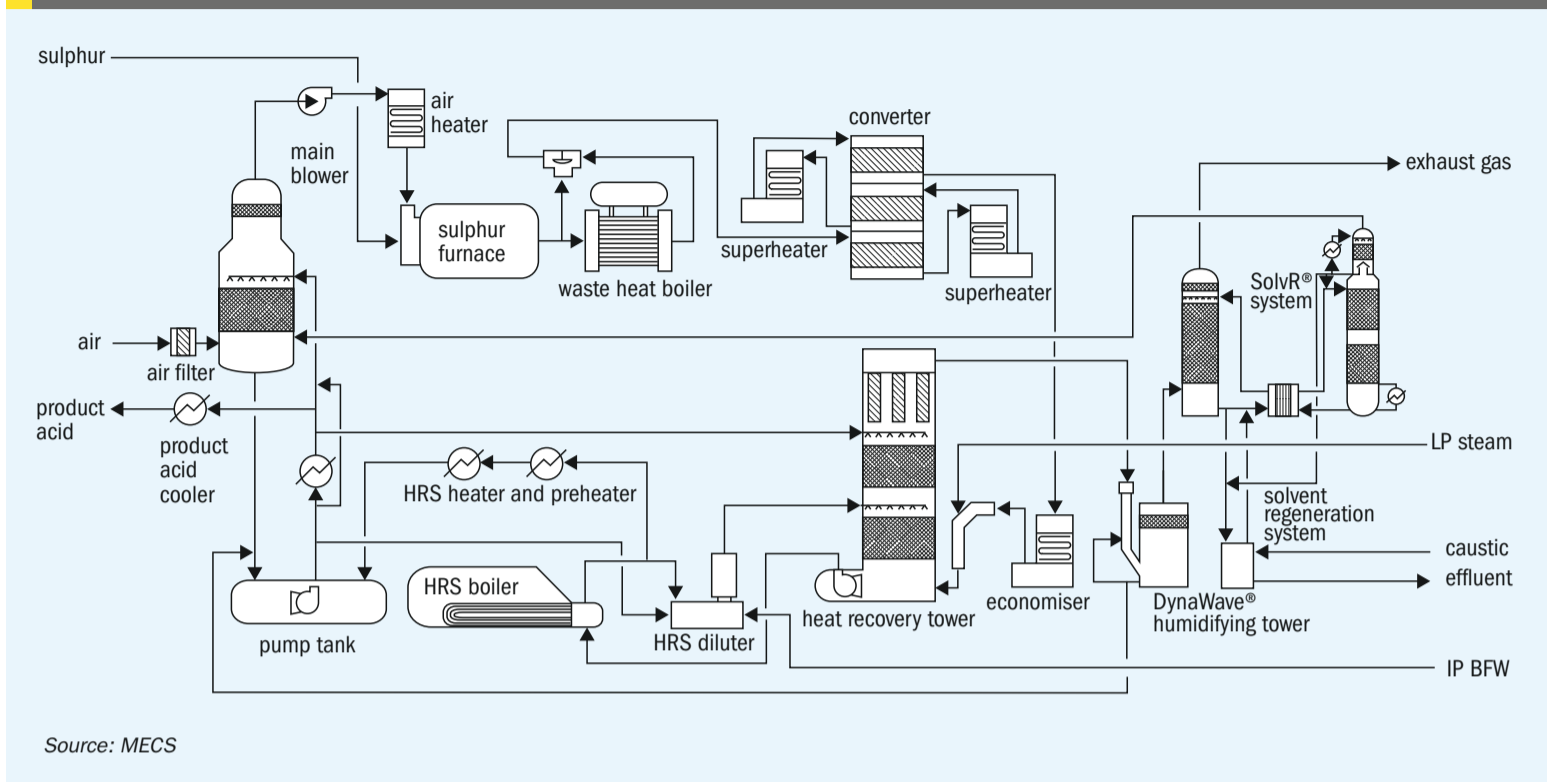 sulphur
air
heater
main
blower
converter
exhaust gas
sulphur
furnace
superheater
waste heat boiler
superheater
SolvR®
system
air
air filter
product
acid
product
acid
cooler
HRS heater and preheater
LP steam
solvent
regeneration
system
caustic
effluent
HRS boiler
pump tank
HRS diluter
heat recovery tower
economiser
DynaWave®
humidifying tower
IP BFW
Source: MECS